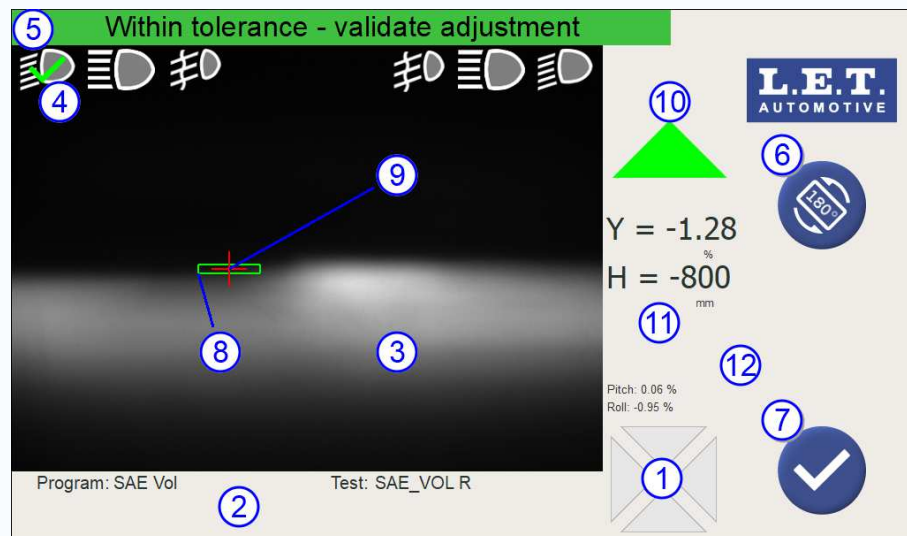 5
Within tolerance - validate adjustment
4
10
L.E.T.
AUTOMOTIVE
6
180°
9
Y = -1.28
%
H = -800
mm
8
3
11
12
Pitch: 0.06 %
Roll: -0.95 %
7
1
Program: SAE Vol
Test: SAE_VOL R
2